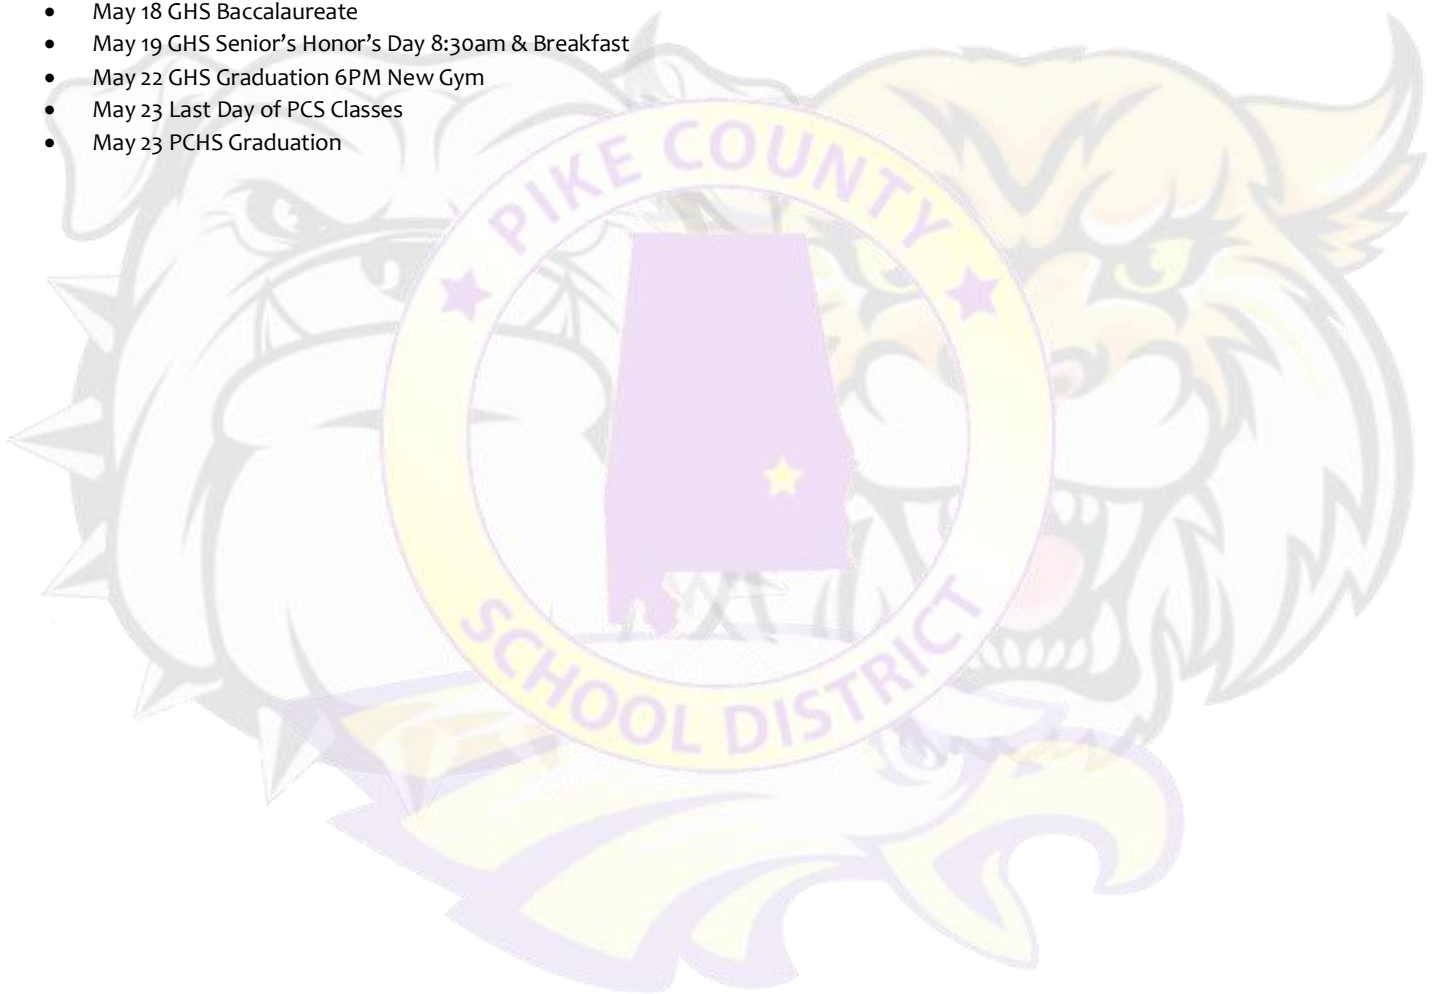 • May 18 GHS Baccalaureate
• May 19 GHS Senior’s Honor’s Day 8:30am & Breakfast
• May 22 GHS Graduation 6PM New Gym
• May 23 Last Day of PCS Classes
• May 23 PCHS Graduation
PIKE COUNTY
SCHOOL DISTRICT